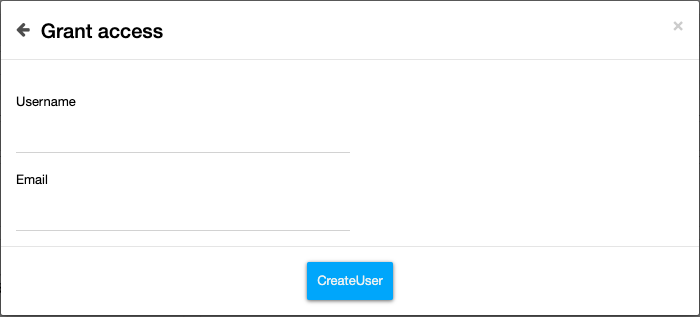 Grant access
×
Username
Email
CreateUser